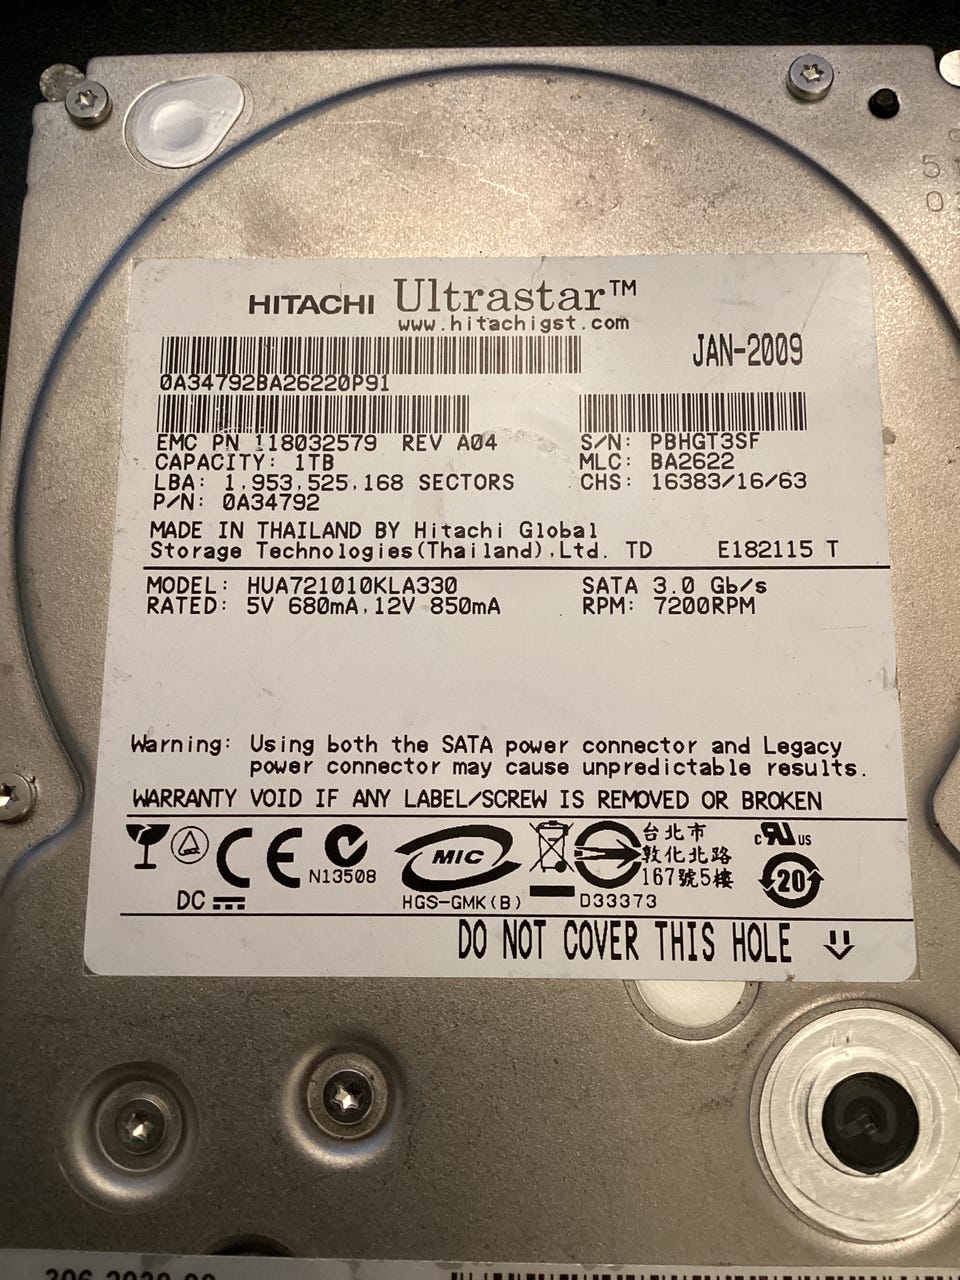 HITACHI Ultrastar™
www.hitachigst.com
JAN-2009
0A34792BA26220P91
EMC PN 118032579 REV A04
S/N: PBHGT3SF
CAPACITY: 1TB
MLC: BA2622
LBA: 1,953,525,168 SECTORS
CHS: 16383/16/63
P/N: 0A34792
MADE IN THAILAND BY Hitachi Global
Storage Technologies(Thailand),Ltd. TD E182115 T
MODEL: HUA721010KLA330
SATA 3.0 Gb/s
RATED: 5V 680mA,12V 850mA
RPM: 7200RPM
Warning: Using both the SATA power connector and Legacy
power connector may cause unpredictable results.
WARRANTY VOID IF ANY LABEL/SCREW IS REMOVED OR BROKEN
CE
N13508
MIC
HGS-GMK(B)
D33373
台北市
敦化北路
167號5樓
c RU US
20
DC
DO NOT COVER THIS HOLE